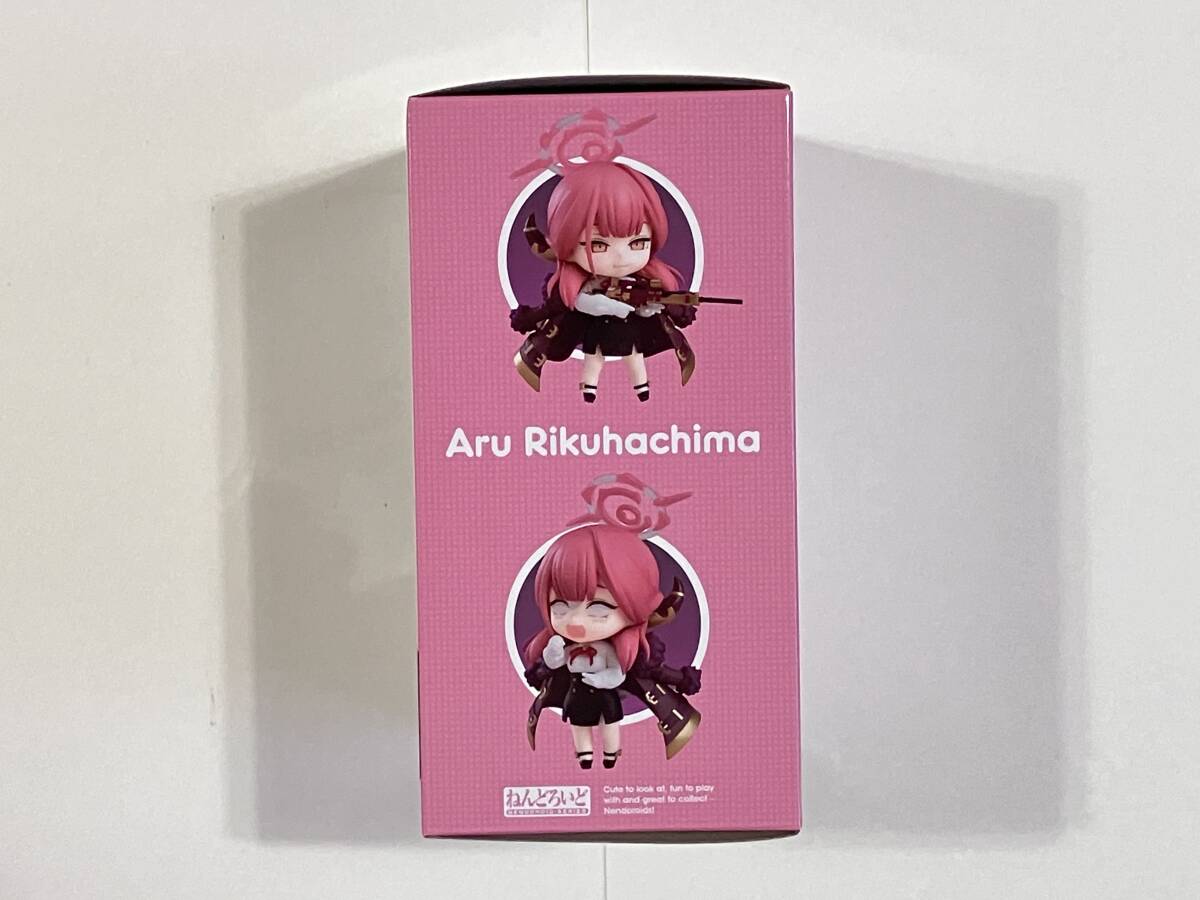 Aru Rikuhachima
ねんどろいど
NENDOROID SERIES
Cute to look at, fun to play
with and great to collect –
Nendoroids!